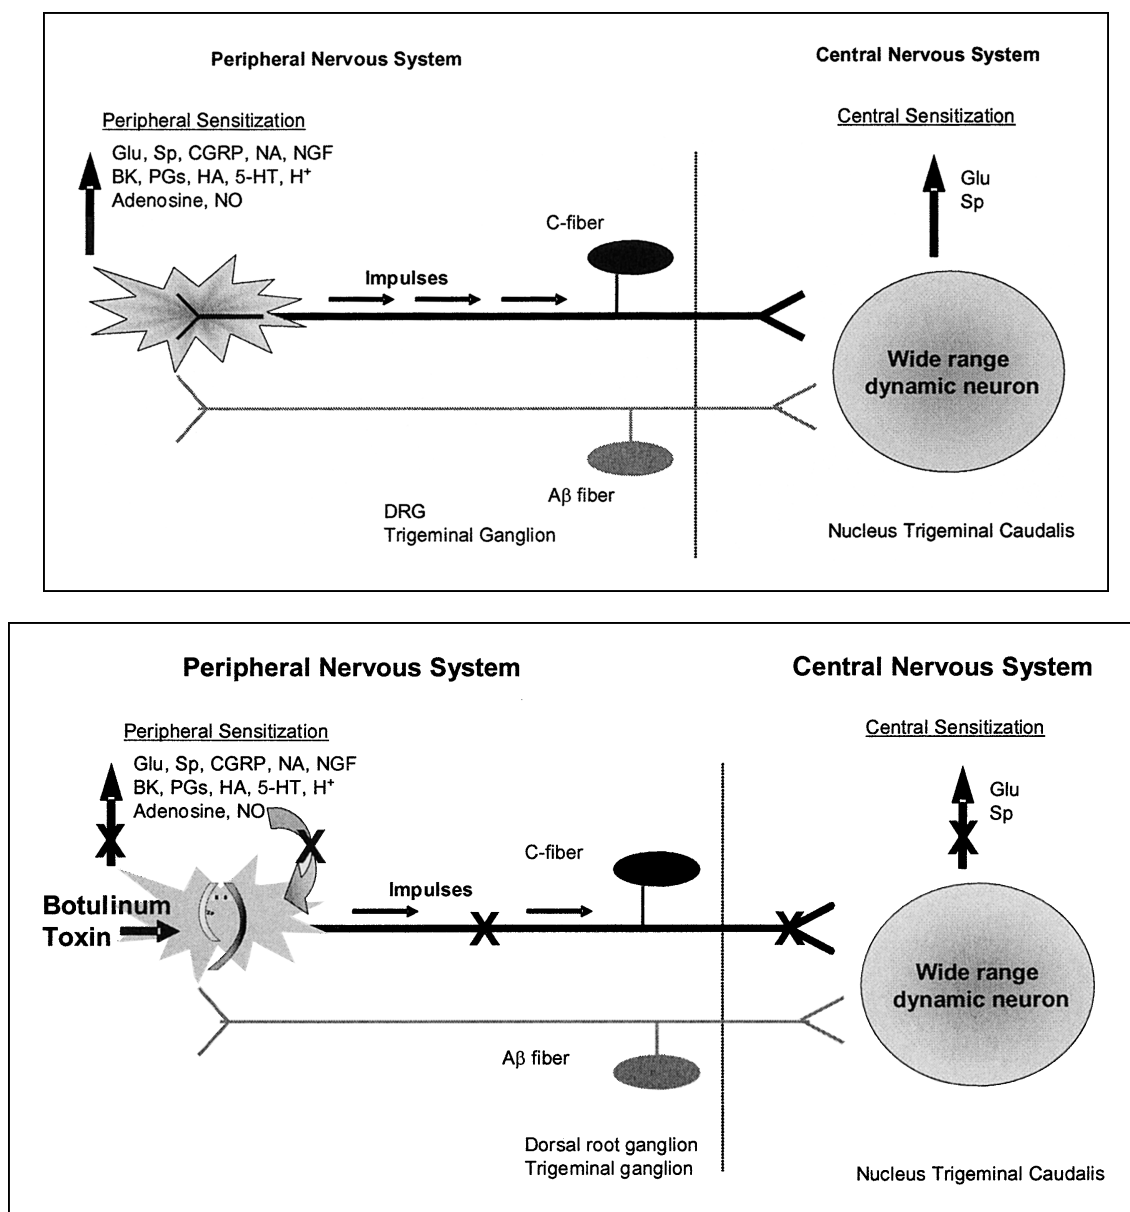 Peripheral Nervous System
Central Nervous System
Peripheral Sensitization
Glu, Sp, CGRP, NA, NGF
BK, PGs, HA, 5-HT, H⁺
Adenosine, NO
Central Sensitization
Glu
Sp
C-fiber
Impulses
Wide range
dynamic neuron
Aβ fiber
DRG
Trigeminal Ganglion
Nucleus Trigeminal Caudalis
Peripheral Nervous System
Central Nervous System
Peripheral Sensitization
Glu, Sp, CGRP, NA, NGF
BK, PGs, HA, 5-HT, H⁺
Adenosine, NO
Central Sensitization
Glu
Sp
X
X
X
C-fiber
Impulses
Botulinum
Toxin
X
X
Wide range
dynamic neuron
Aβ fiber
Dorsal root ganglion
Trigeminal ganglion
Nucleus Trigeminal Caudalis